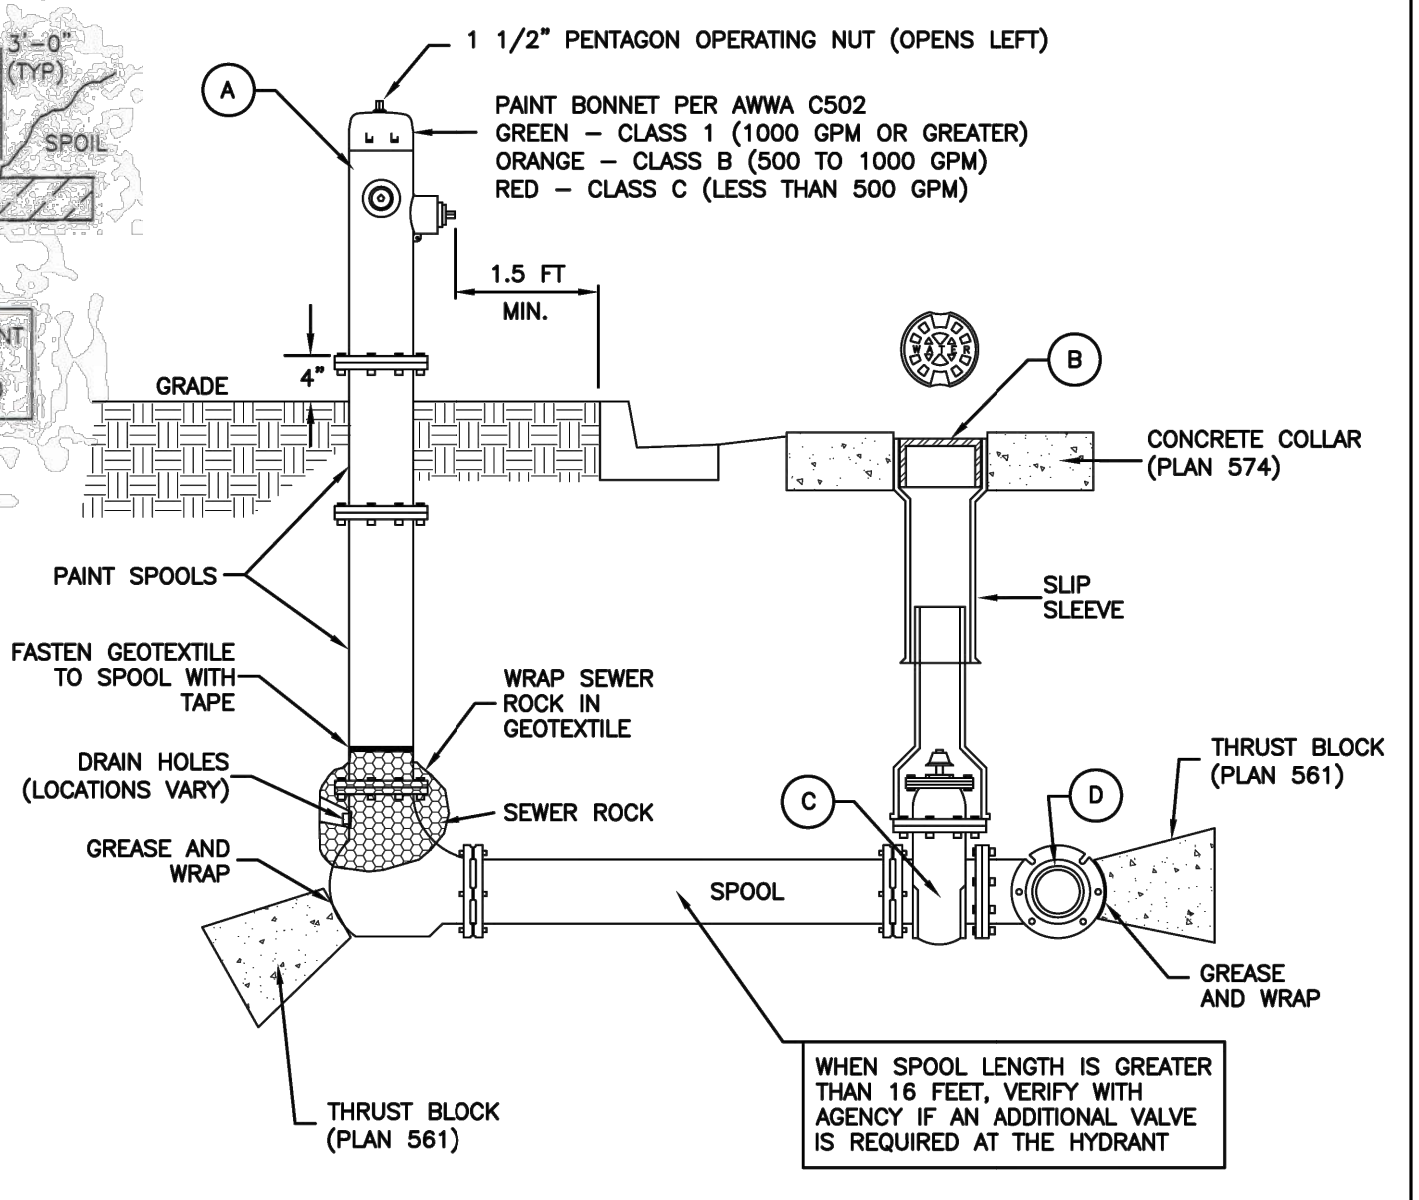 3'-0"
(TYP)
SPOIL
NT
1 1/2" PENTAGON OPERATING NUT (OPENS LEFT)
A
PAINT BONNET PER AWWA C502
GREEN – CLASS 1 (1000 GPM OR GREATER)
ORANGE – CLASS B (500 TO 1000 GPM)
RED – CLASS C (LESS THAN 500 GPM)
1.5 FT
MIN.
4"
GRADE
WATER
B
CONCRETE COLLAR
(PLAN 574)
PAINT SPOOLS
SLIP
SLEEVE
FASTEN GEOTEXTILE
TO SPOOL WITH
TAPE
WRAP SEWER
ROCK IN
GEOTEXTILE
DRAIN HOLES
(LOCATIONS VARY)
SEWER ROCK
C
D
THRUST BLOCK
(PLAN 561)
GREASE AND
WRAP
SPOOL
GREASE
AND WRAP
WHEN SPOOL LENGTH IS GREATER
THAN 16 FEET, VERIFY WITH
AGENCY IF AN ADDITIONAL VALVE
IS REQUIRED AT THE HYDRANT
THRUST BLOCK
(PLAN 561)